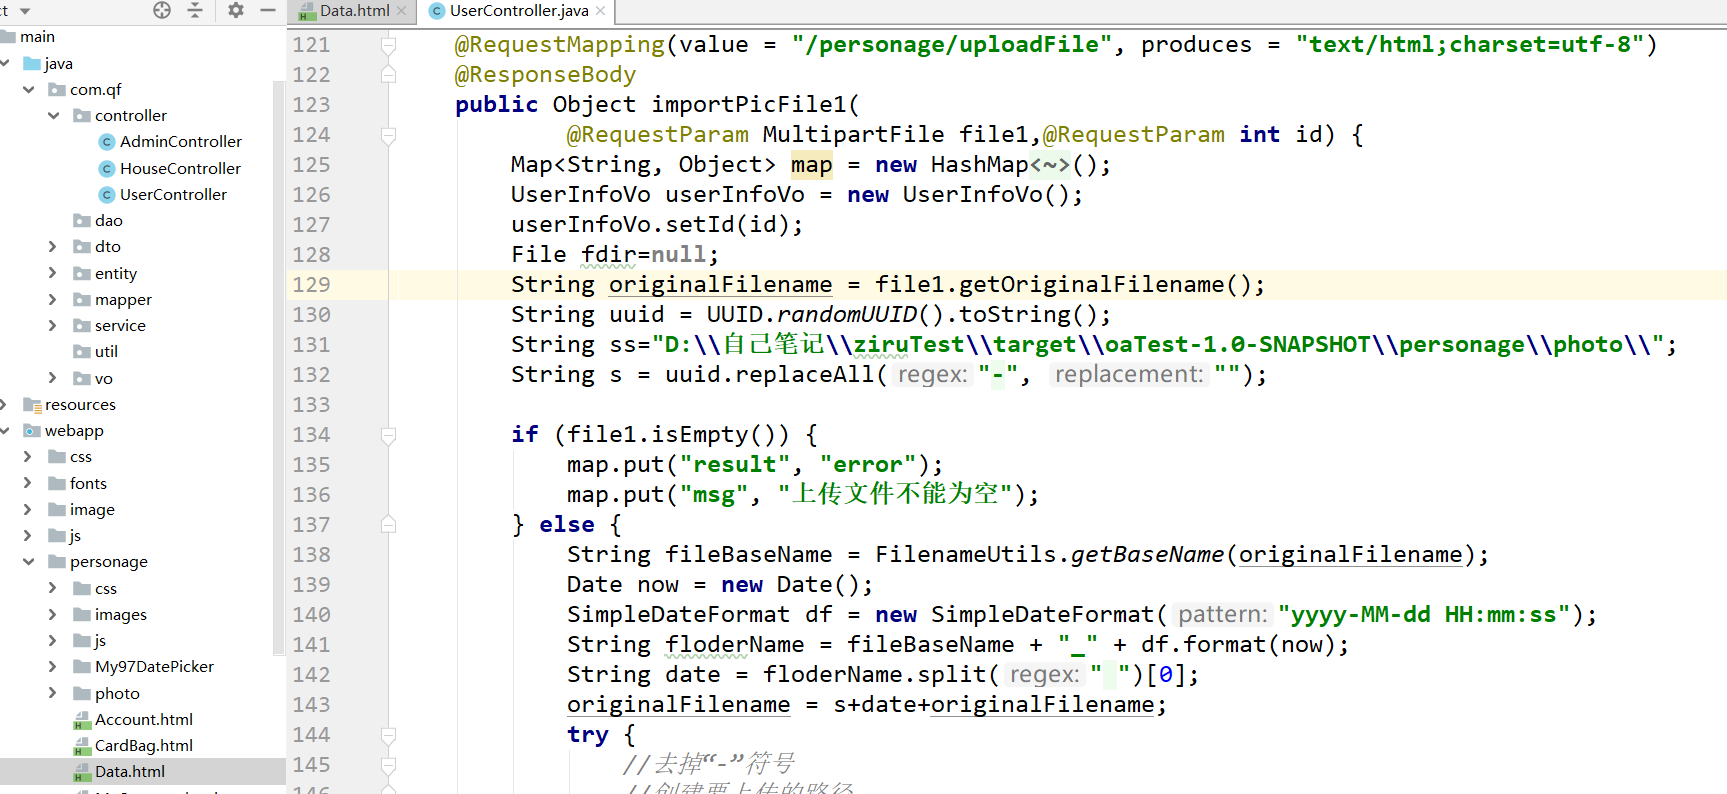 ct
Data.html
UserController.java
main
java
com.qf
controller
AdminController
HouseController
UserController
dao
dto
entity
mapper
service
util
vo
resources
webapp
css
fonts
image
js
personage
css
images
js
My97DatePicker
photo
Account.html
CardBag.html
Data.html
121 @RequestMapping(value = "/personage/uploadFile", produces = "text/html;charset=utf-8")
122 @ResponseBody
123 public Object importPicFile1(
124 @RequestParam MultipartFile file1,@RequestParam int id) {
125 Map<String, Object> map = new HashMap<~>();
126 UserInfoVo userInfoVo = new UserInfoVo();
127 userInfoVo.setId(id);
128 File fdir=null;
129 String originalFilename = file1.getOriginalFilename();
130 String uuid = UUID.randomUUID().toString();
131 String ss="D:\\自己笔记\\ziruTest\\target\\oaTest-1.0-SNAPSHOT\\personage\\photo\\";
132 String s = uuid.replaceAll( regex: "-", replacement: "");
133
134 if (file1.isEmpty()) {
135 map.put("result", "error");
136 map.put("msg", "上传文件不能为空");
137 } else {
138 String fileBaseName = FilenameUtils.getBaseName(originalFilename);
139 Date now = new Date();
140 SimpleDateFormat df = new SimpleDateFormat( pattern: "yyyy-MM-dd HH:mm:ss");
141 String floderName = fileBaseName + "_" + df.format(now);
142 String date = floderName.split( regex: " ")[0];
143 originalFilename = s+date+originalFilename;
144 try {
145 //去掉“-”符号
146 //创建要上传的路径